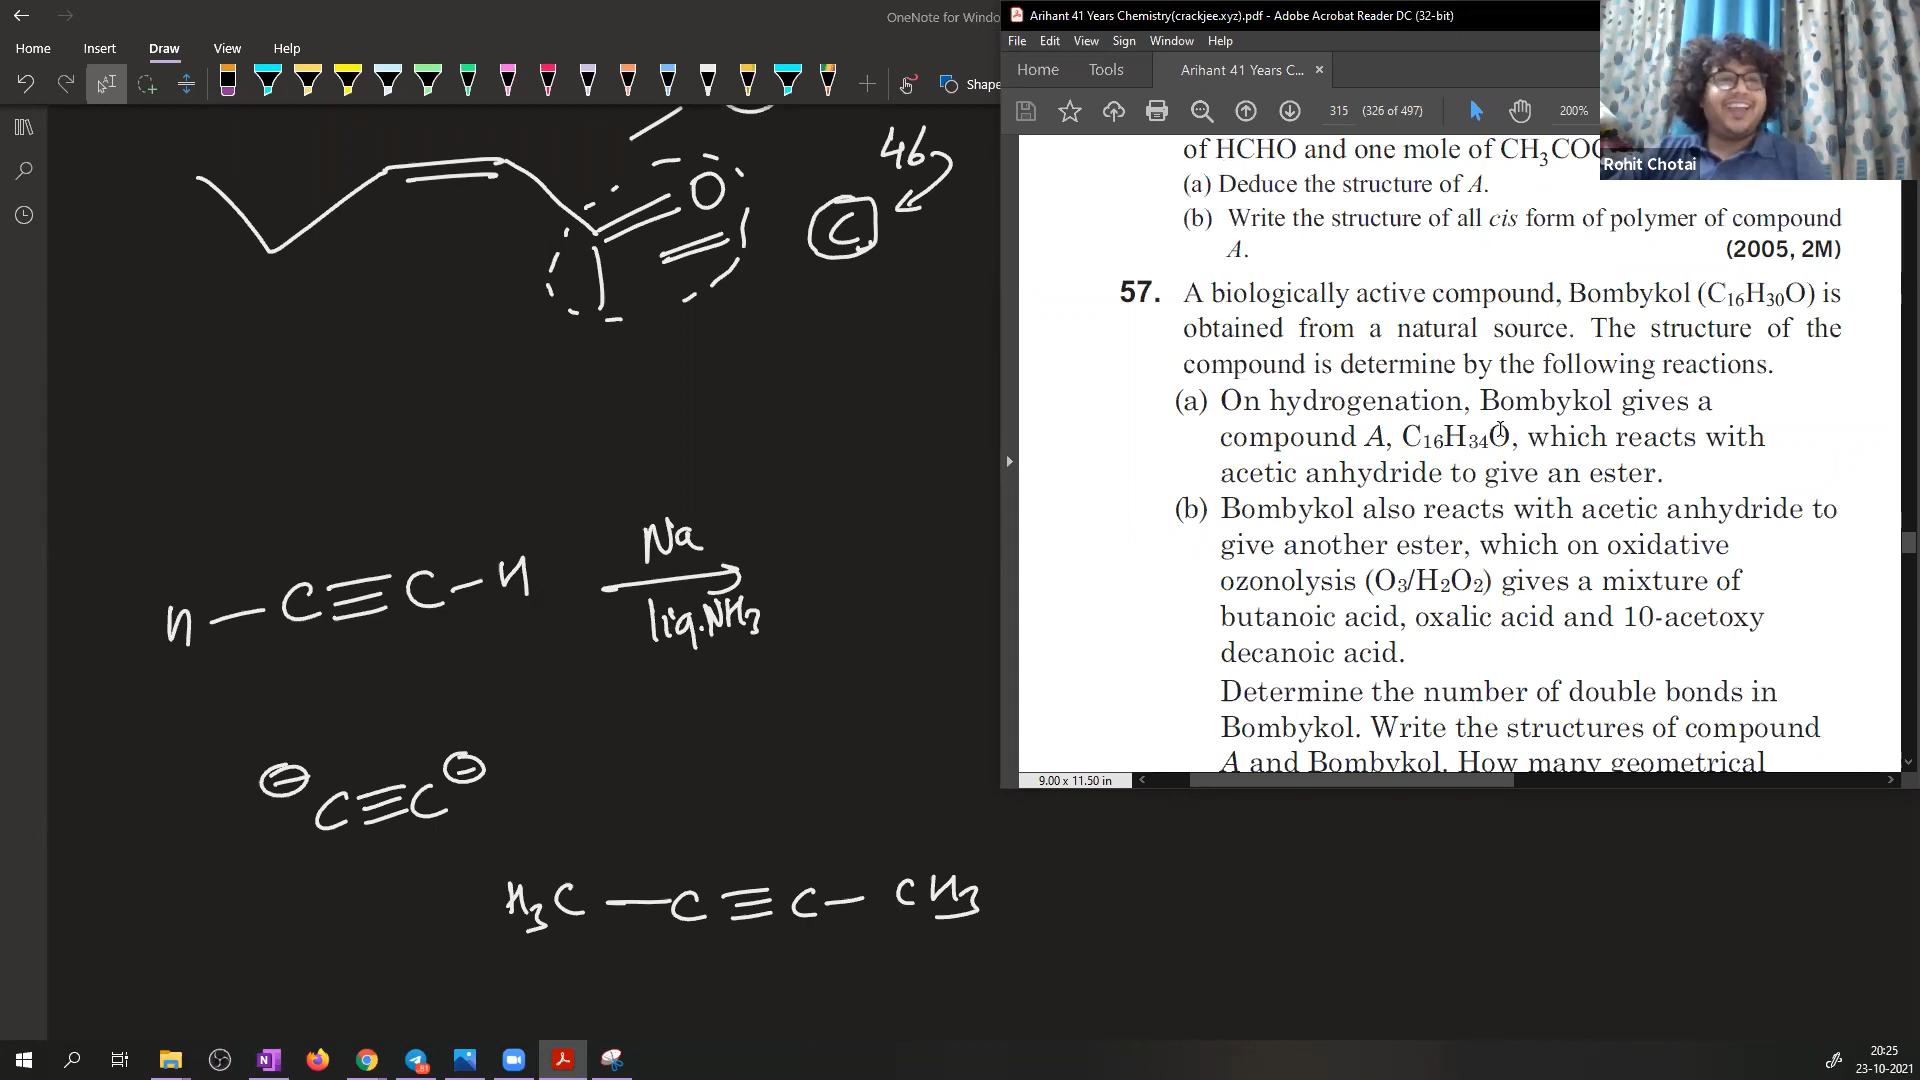 OneNote for Windo
Home Insert Draw View Help
Shape
Arihant 41 Years Chemistry(crackjee.xyz).pdf - Adobe Acrobat Reader DC (32-bit)
File Edit View Sign Window Help
Home Tools Arihant 41 Years C... ×
315 (326 of 497) 200%
Rohit Chotai
of HCHO and one mole of CH₃COC
(a) Deduce the structure of A.
(b) Write the structure of all cis form of polymer of compound
A. (2005, 2M)
57. A biologically active compound, Bombykol (C₁₆H₃₀O) is
obtained from a natural source. The structure of the
compound is determine by the following reactions.
(a) On hydrogenation, Bombykol gives a
compound A, C₁₆H₃₄O, which reacts with
acetic anhydride to give an ester.
(b) Bombykol also reacts with acetic anhydride to
give another ester, which on oxidative
ozonolysis (O₃/H₂O₂) gives a mixture of
butanoic acid, oxalic acid and 10-acetoxy
decanoic acid.
Determine the number of double bonds in
Bombykol. Write the structures of compound
A and Bombykol. How many geometrical
9.00 x 11.50 in
O
46
C
H—C≡C-H
Na
liq.NH₃
⊖C≡C⊖
H₃C—C≡C—CH₃
20:25
23-10-2021